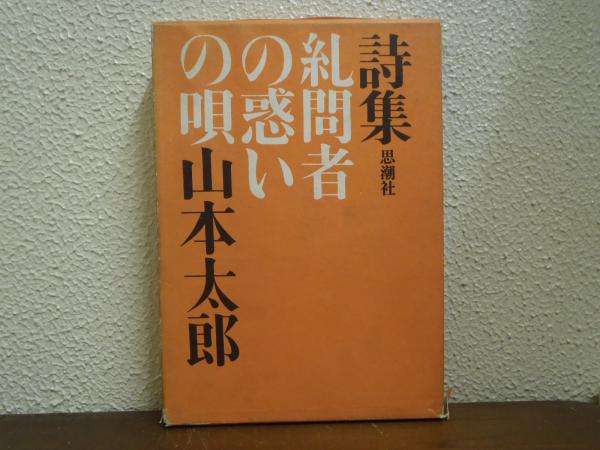 詩集
思潮社
糺問者
の惑い
の唄
山本太郎